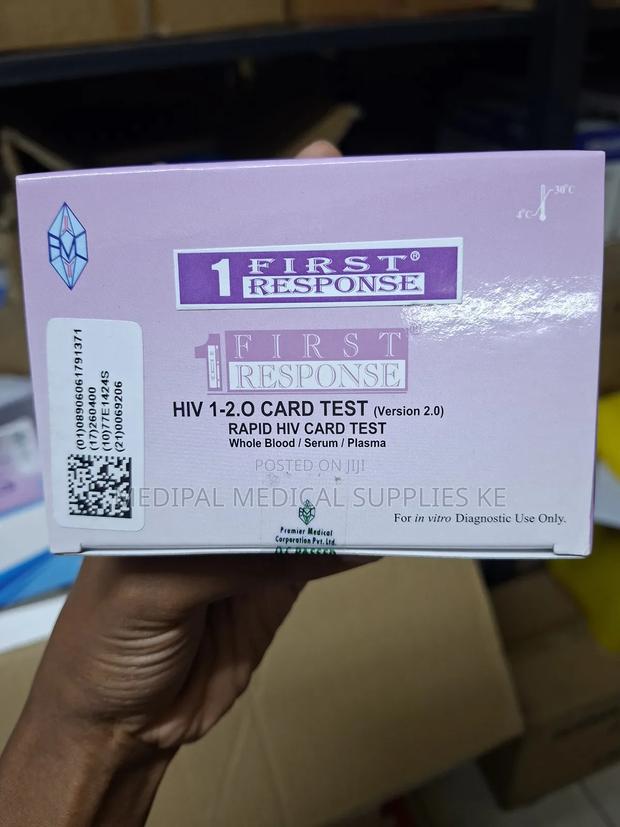 4°C
30°C
1 FIRST®
RESPONSE
1 FIRST®
RESPONSE
HIV 1-2.O CARD TEST (Version 2.0)
RAPID HIV CARD TEST
Whole Blood / Serum / Plasma
POSTED ON JIJI
MEDIPAL MEDICAL SUPPLIES KE
(01)08906061791371
(17)260400
(10)77E1424S
(21)0069206
Premier Medical
Corporation Pvt. Ltd.
Q.C PASSED
For in vitro Diagnostic Use Only.